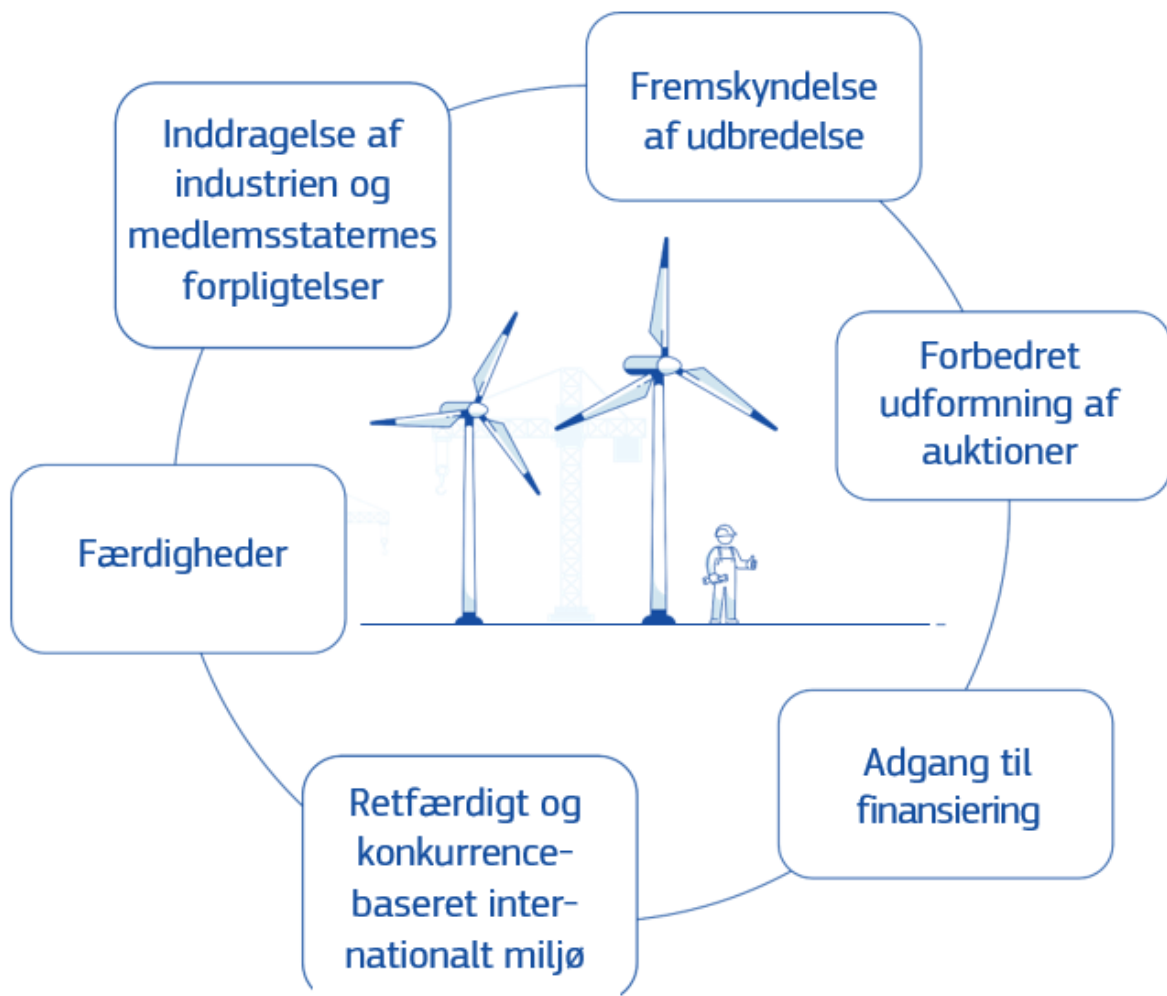 Fremskyndelse
af udbredelse
Forbedret
udformning af
auktioner
Adgang til
finansiering
Retfærdigt og
konkurrence-
baseret inter-
nationalt miljø
Færdigheder
Inddragelse af
industrien og
medlemsstaternes
forpligtelser